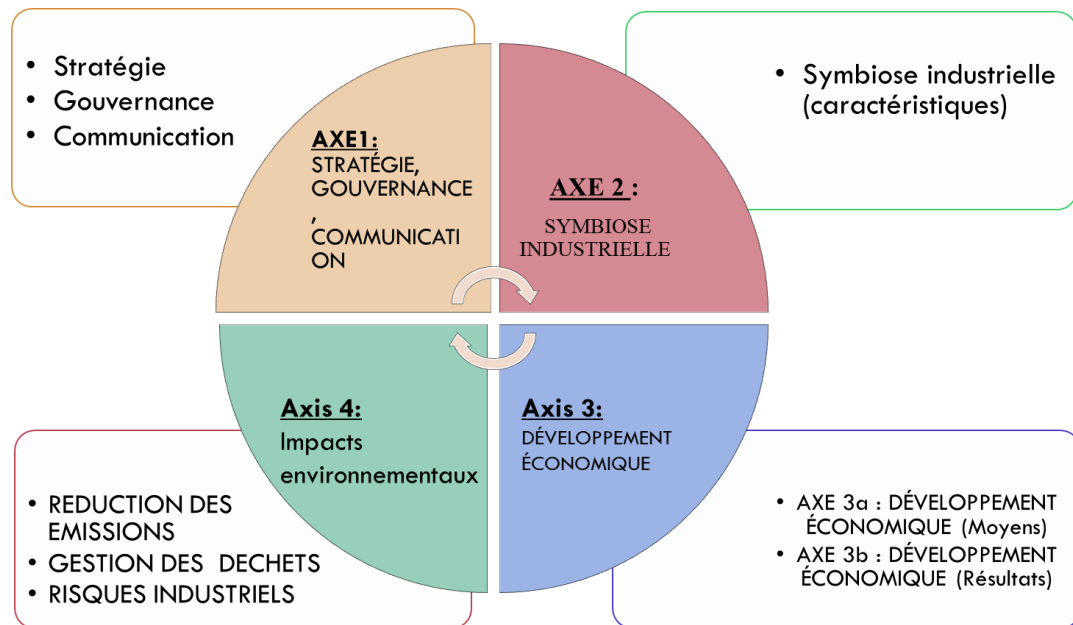 • Stratégie
• Gouvernance
• Communication
AXE1:
STRATÉGIE,
GOUVERNANCE
,
COMMUNICATI
ON
AXE 2 :
SYMBIOSE
INDUSTRIELLE
• Symbiose industrielle
(caractéristiques)
Axis 4:
Impacts
environnementaux
• REDUCTION DES
EMISSIONS
• GESTION DES DECHETS
• RISQUES INDUSTRIELS
Axis 3:
DÉVELOPPEMENT
ÉCONOMIQUE
• AXE 3a : DÉVELOPPEMENT
ÉCONOMIQUE (Moyens)
• AXE 3b : DÉVELOPPEMENT
ÉCONOMIQUE (Résultats)